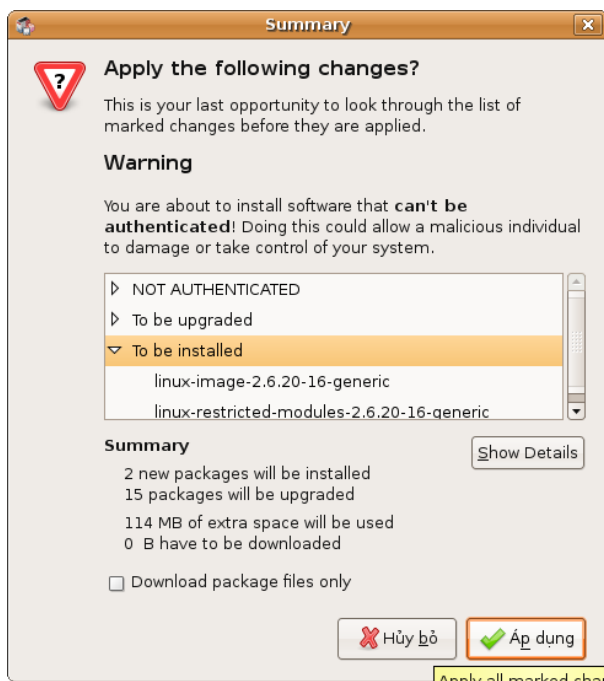 Summary
Apply the following changes?
This is your last opportunity to look through the list of
marked changes before they are applied.
Warning
You are about to install software that can't be
authenticated! Doing this could allow a malicious individual
to damage or take control of your system.
NOT AUTHENTICATED
To be upgraded
To be installed
linux-image-2.6.20-16-generic
linux-restricted-modules-2.6.20-16-generic
Summary
Show Details
2 new packages will be installed
15 packages will be upgraded
114 MB of extra space will be used
0 B have to be downloaded
Download package files only
Hủy bỏ
Áp dụng
Apply all marked